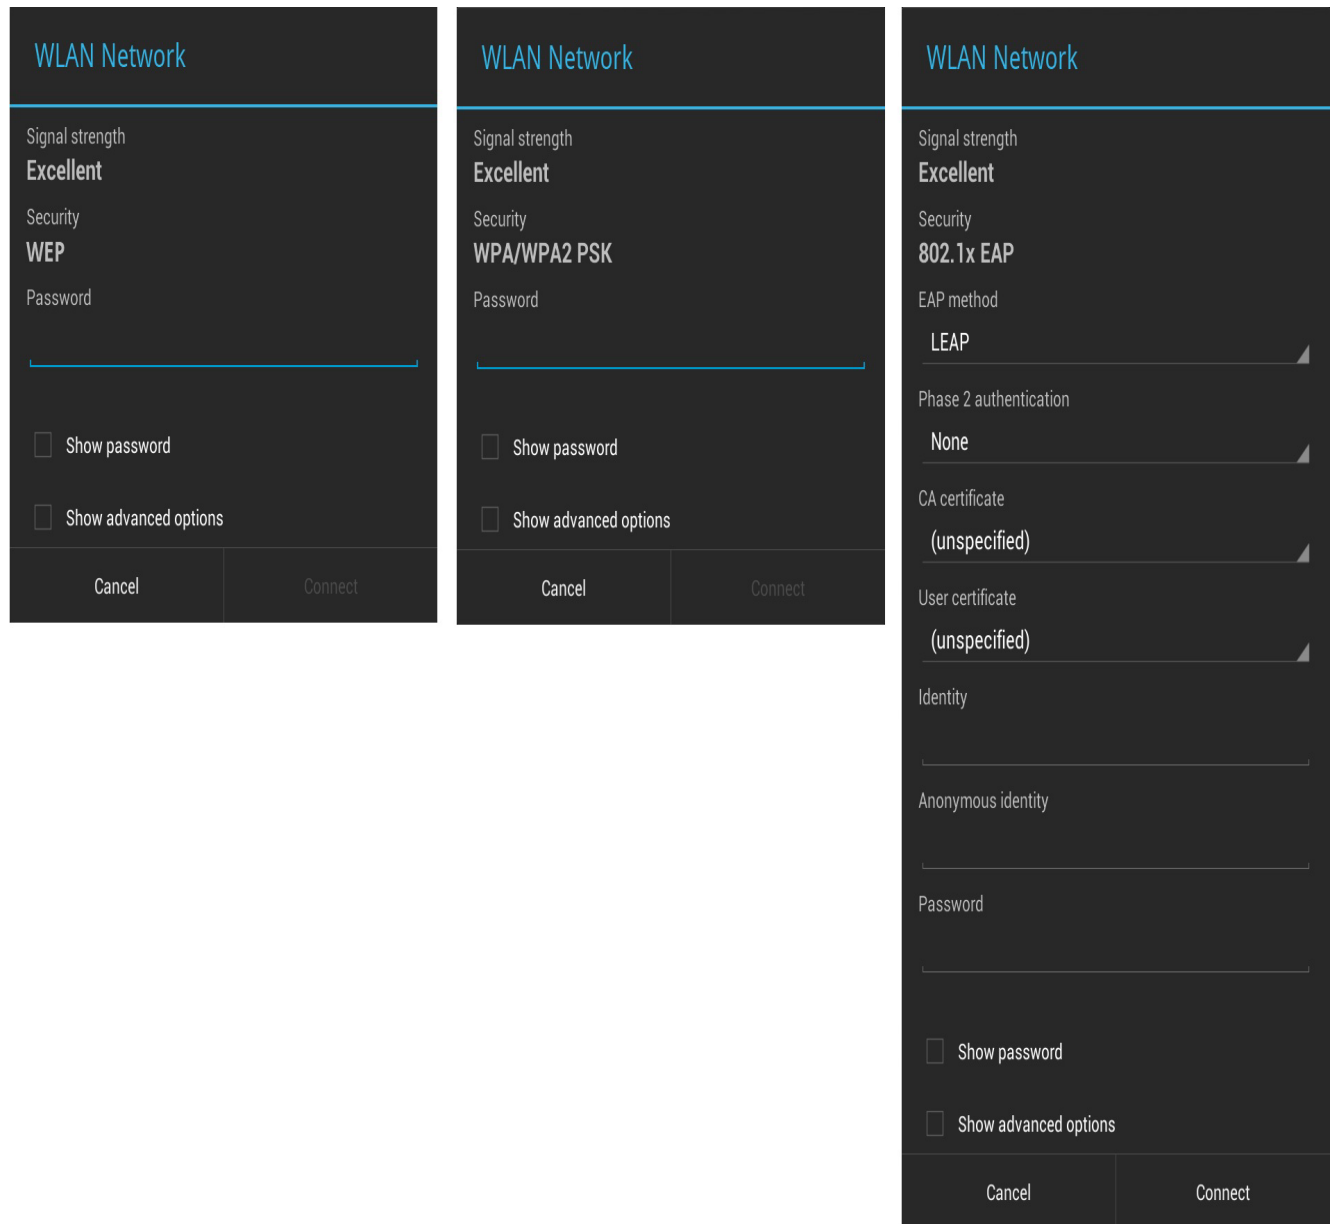 WLAN Network
Signal strength
Excellent
Security
WEP
Password
Show password
Show advanced options
Cancel
Connect
WLAN Network
Signal strength
Excellent
Security
WPA/WPA2 PSK
Password
Show password
Show advanced options
Cancel
Connect
WLAN Network
Signal strength
Excellent
Security
802.1x EAP
EAP method
LEAP
Phase 2 authentication
None
CA certificate
(unspecified)
User certificate
(unspecified)
Identity
Anonymous identity
Password
Show password
Show advanced options
Cancel
Connect